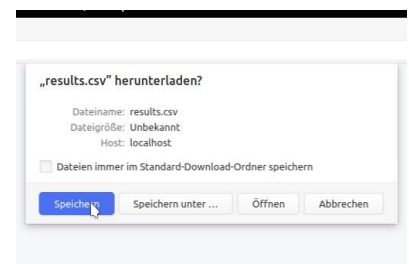 „results.csv“ herunterladen?
Dateiname: results.csv
Dateigröße: Unbekannt
Host: localhost
Dateien immer im Standard-Download-Ordner speichern
Speichern Speichern unter ... Öffnen Abbrechen